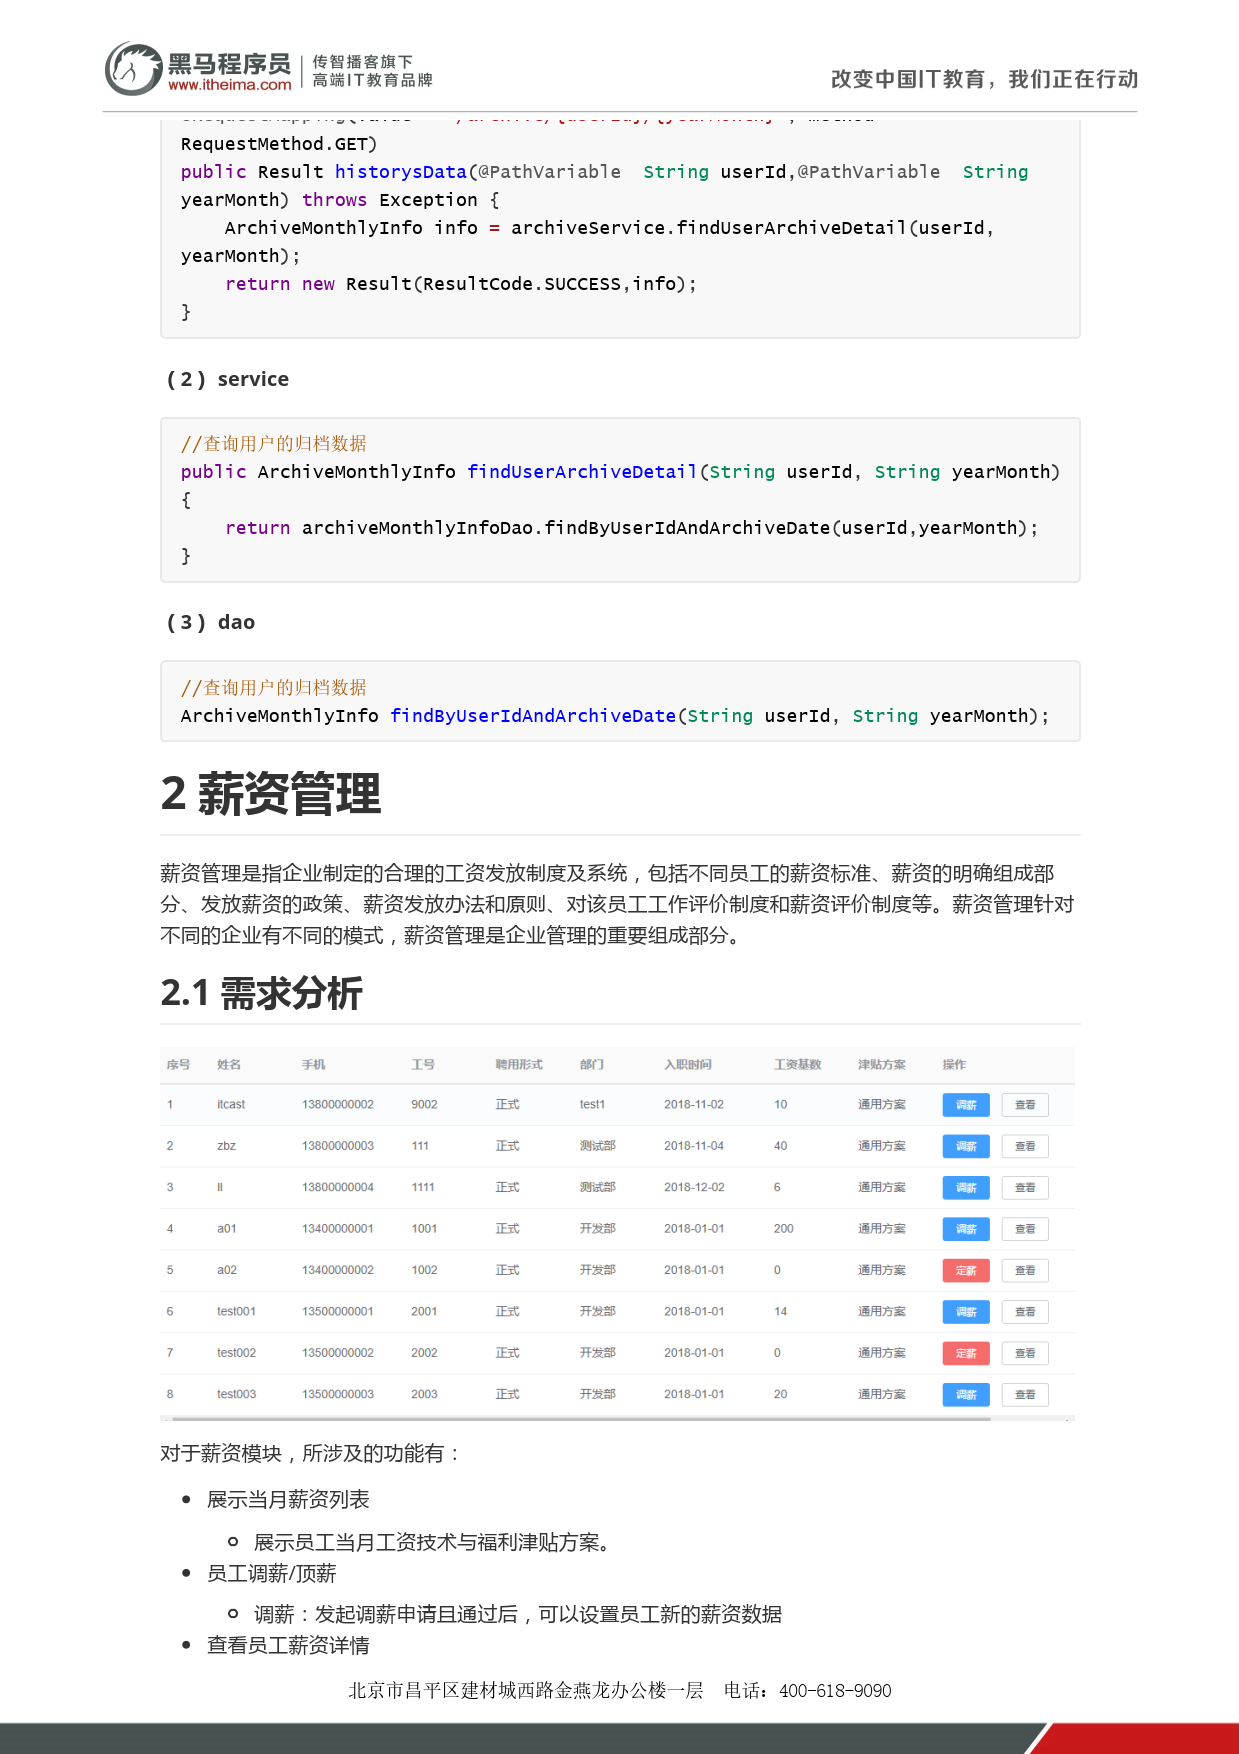 黑马程序员
www.itheima.com
传智播客旗下
高端IT教育品牌
改变中国IT教育，我们正在行动
RequestMethod.GET)
public Result historysData(@PathVariable  String userId,@PathVariable  String
yearMonth) throws Exception {
    ArchiveMonthlyInfo info = archiveService.findUserArchiveDetail(userId,
yearMonth);
    return new Result(ResultCode.SUCCESS,info);
}
（2）service
//查询用户的归档数据
public ArchiveMonthlyInfo findUserArchiveDetail(String userId, String yearMonth)
{
    return archiveMonthlyInfoDao.findByUserIdAndArchiveDate(userId,yearMonth);
}
（3）dao
//查询用户的归档数据
ArchiveMonthlyInfo findByUserIdAndArchiveDate(String userId, String yearMonth);
2 薪资管理
薪资管理是指企业制定的合理的工资发放制度及系统，包括不同员工的薪资标准、薪资的明确组成部
分、发放薪资的政策、薪资发放办法和原则、对该员工工作评价制度和薪资评价制度等。薪资管理针对
不同的企业有不同的模式，薪资管理是企业管理的重要组成部分。
2.1 需求分析
序号 姓名 手机 工号 聘用形式 部门 入职时间 工资基数 津贴方案 操作
1 itcast 13800000002 9002 正式 test1 2018-11-02 10 通用方案 调薪 查看
2 zbz 13800000003 111 正式 测试部 2018-11-04 40 通用方案 调薪 查看
3 ll 13800000004 1111 正式 测试部 2018-12-02 6 通用方案 调薪 查看
4 a01 13400000001 1001 正式 开发部 2018-01-01 200 通用方案 调薪 查看
5 a02 13400000002 1002 正式 开发部 2018-01-01 0 通用方案 定薪 查看
6 test001 13500000001 2001 正式 开发部 2018-01-01 14 通用方案 调薪 查看
7 test002 13500000002 2002 正式 开发部 2018-01-01 0 通用方案 定薪 查看
8 test003 13500000003 2003 正式 开发部 2018-01-01 20 通用方案 调薪 查看
对于薪资模块，所涉及的功能有：
展示当月薪资列表
展示员工当月工资技术与福利津贴方案。
员工调薪/顶薪
调薪：发起调薪申请且通过后，可以设置员工新的薪资数据
查看员工薪资详情
北京市昌平区建材城西路金燕龙办公楼一层  电话：400-618-9090